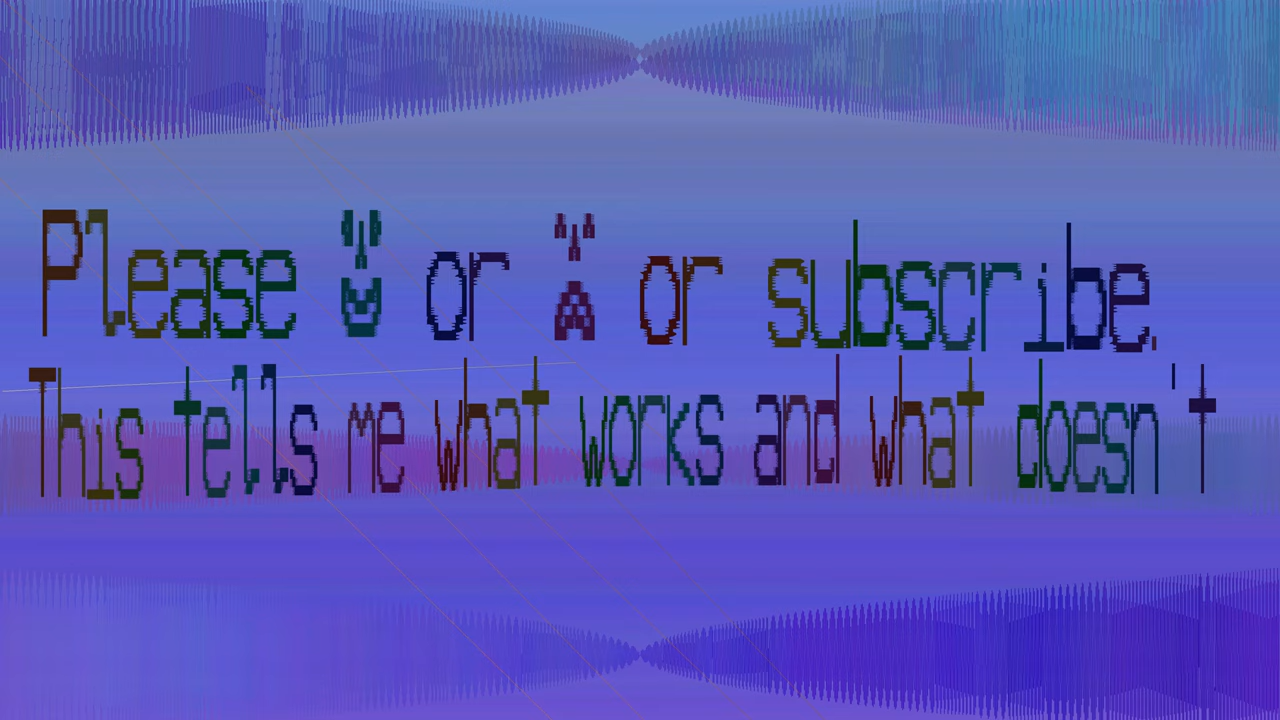 Please or or subscribe.
This tells me what works and what doesn't